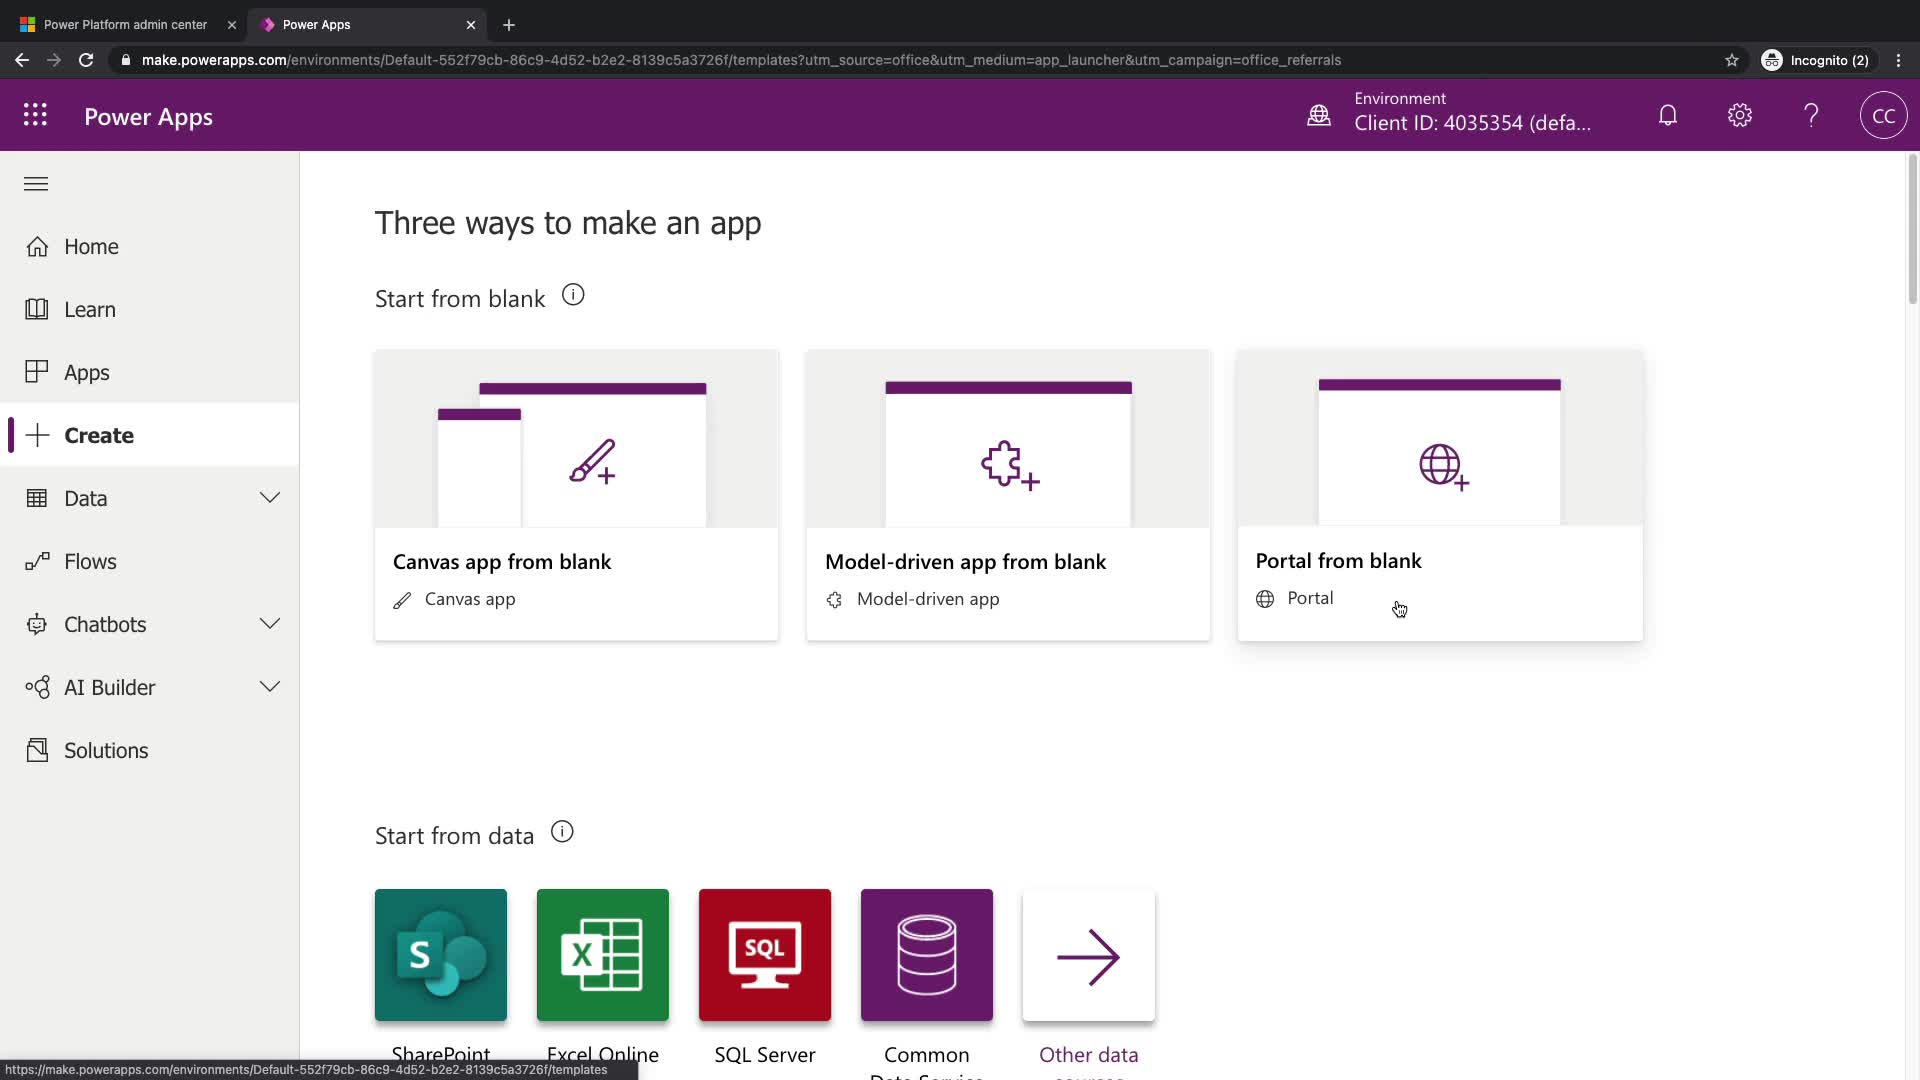 Power Platform admin center
Power Apps
make.powerapps.com/environments/Default-552f79cb-86c9-4d52-b2e2-8139c5a3726f/templates?utm_source=office&utm_medium=app_launcher&utm_campaign=office_referrals
Incognito (2)
Power Apps
Environment
Client ID: 4035354 (defa...
CC
Home
Learn
Apps
Create
Data
Flows
Chatbots
AI Builder
Solutions
Three ways to make an app
Start from blank
Canvas app from blank
Canvas app
Model-driven app from blank
Model-driven app
Portal from blank
Portal
Start from data
S
X
SQL
SharePoint
Excel Online
SQL Server
Common
Data Service
Other data
sources
https://make.powerapps.com/environments/Default-552f79cb-86c9-4d52-b2e2-8139c5a3726f/templates